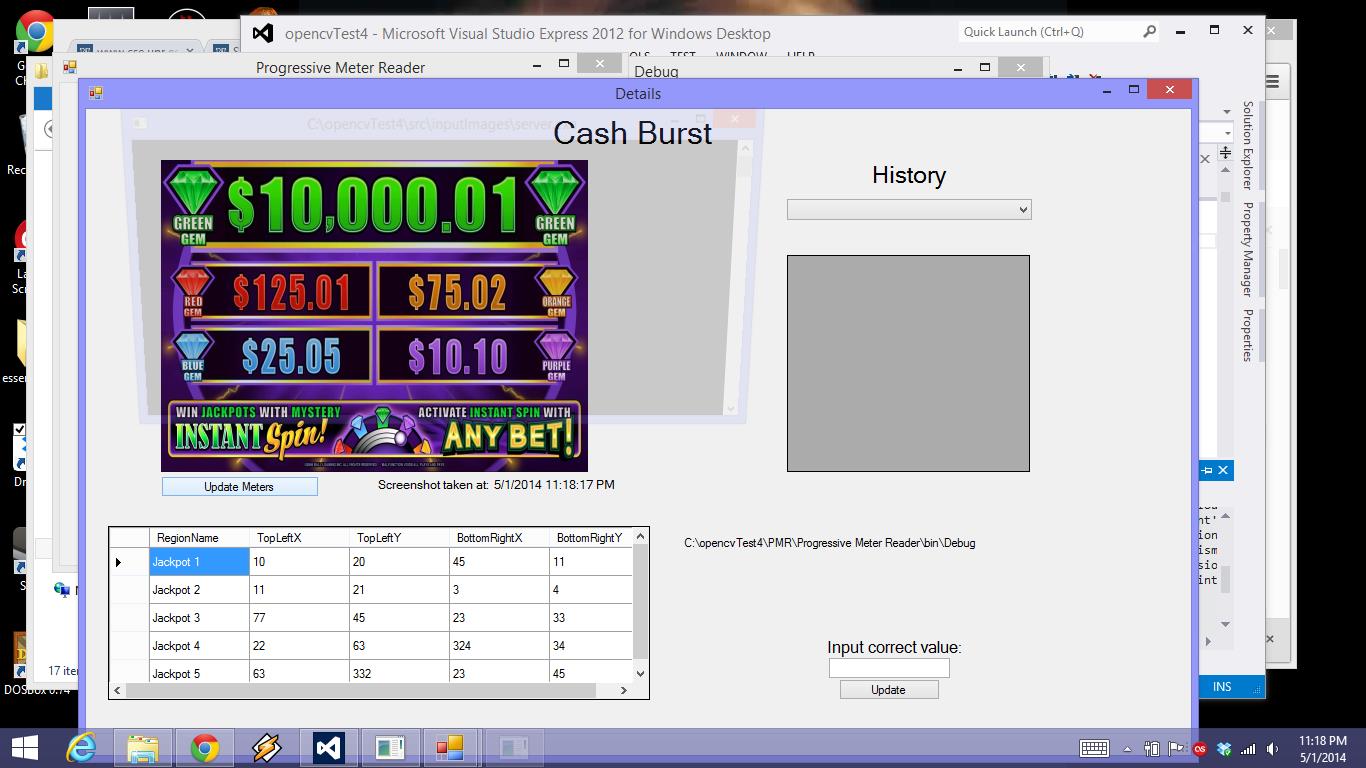 opencvTest4 - Microsoft Visual Studio Express 2012 for Windows Desktop
Quick Launch (Ctrl+Q)
TEST WINDOW HELP
Progressive Meter Reader
Debug
Details
C:\opencvTest4\src\inputImages\server
Cash Burst
$10,000.01
GREEN GEM
GREEN GEM
$125.01
RED GEM
$75.02
ORANGE GEM
$25.05
BLUE GEM
$10.10
PURPLE GEM
WIN JACKPOTS WITH MYSTERY
INSTANT Spin!
ACTIVATE INSTANT SPIN WITH
ANY BET!
Update Meters
Screenshot taken at: 5/1/2014 11:18:17 PM
History
RegionName TopLeftX TopLeftY BottomRightX BottomRightY
Jackpot 1 10 20 45 11
Jackpot 2 11 21 3 4
Jackpot 3 77 45 23 33
Jackpot 4 22 63 324 34
Jackpot 5 63 332 23 45
C:\opencvTest4\PMR\Progressive Meter Reader\bin\Debug
Input correct value:
Update
Solution Explorer
Property Manager
Properties
INS
17 ite
DOSBox 0.74
11:18 PM
5/1/2014